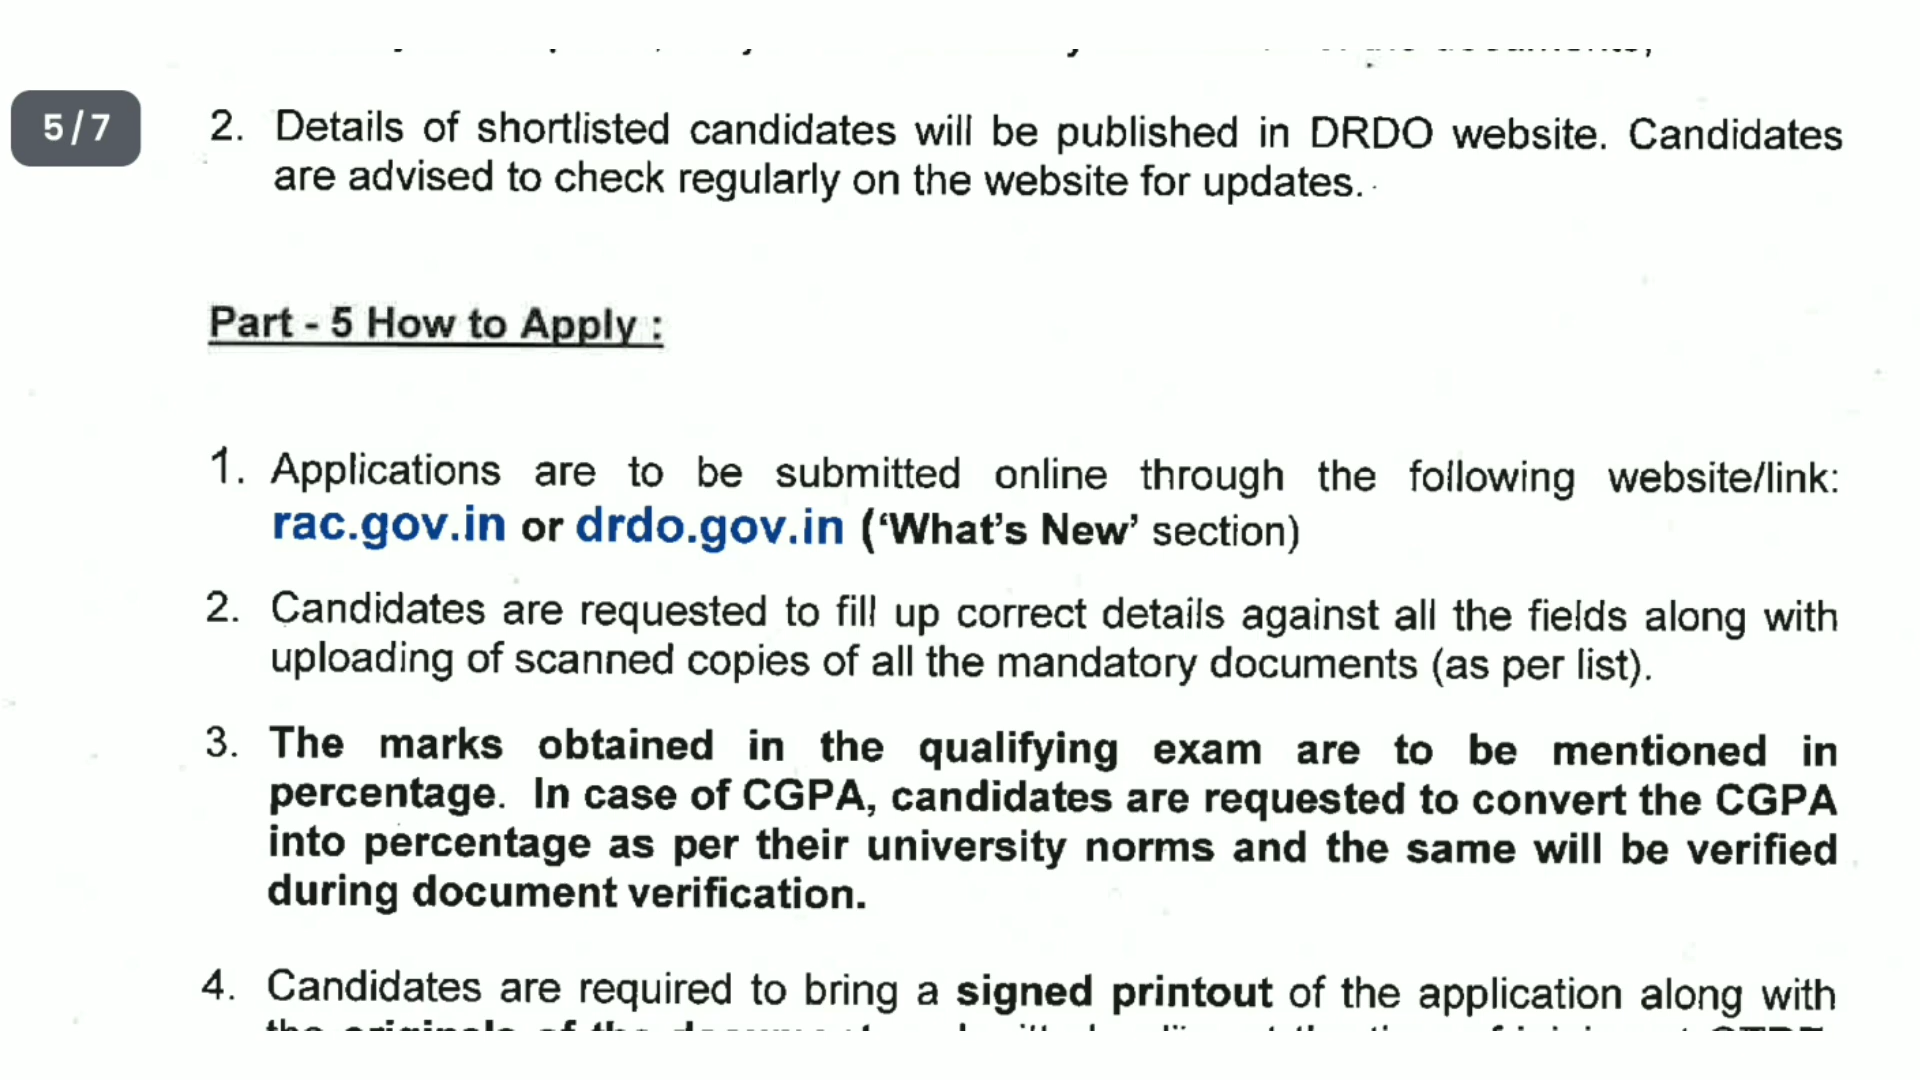 the documents,
5/7
2. Details of shortlisted candidates will be published in DRDO website. Candidates
are advised to check regularly on the website for updates.
Part - 5 How to Apply :
1. Applications are to be submitted online through the following website/link:
rac.gov.in or drdo.gov.in (‘What’s New’ section)
2. Candidates are requested to fill up correct details against all the fields along with
uploading of scanned copies of all the mandatory documents (as per list).
3. The marks obtained in the qualifying exam are to be mentioned in
percentage. In case of CGPA, candidates are requested to convert the CGPA
into percentage as per their university norms and the same will be verified
during document verification.
4. Candidates are required to bring a signed printout of the application along with
the originals of the